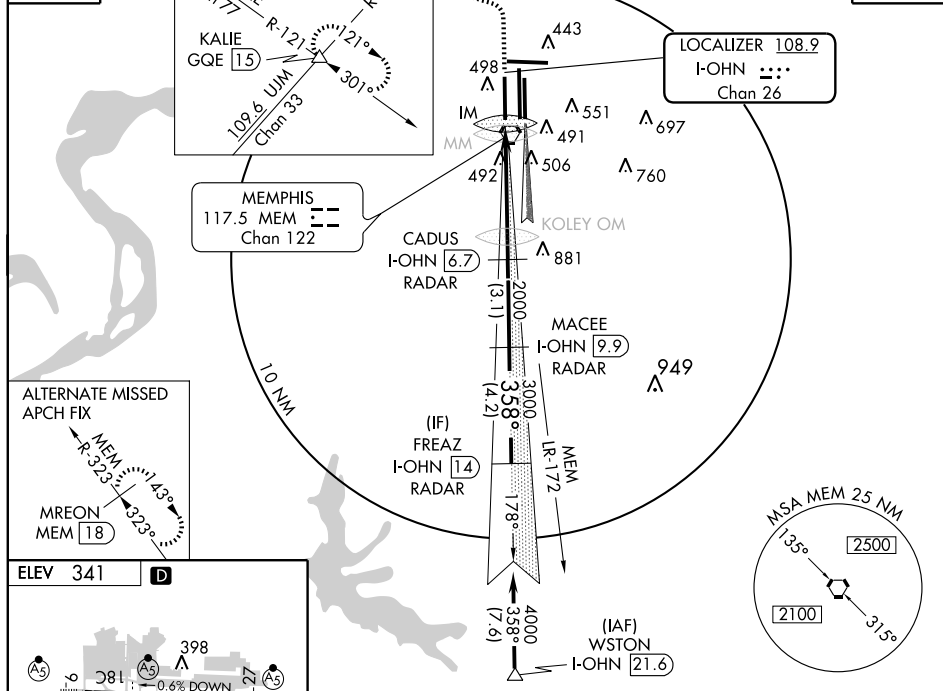 R-121
121°
KALIE
GQE 15
301°
109.6 UJM
Chan 33
443
498
LOCALIZER 108.9
I-OHN
Chan 26
IM
MM
551
491
697
492
506
760
MEMPHIS
117.5 MEM
Chan 122
KOLEY OM
CADUS
I-OHN 6.7
RADAR
881
2000
(3.1)
MACEE
I-OHN 9.9
RADAR
949
10 NM
3000
358°
(4.2)
ALTERNATE MISSED
APCH FIX
MEM
R-323
143°
323°
MREON
MEM 18
(IF)
FREAZ
I-OHN 14
RADAR
MEM
LR-172
178°
MSA MEM 25 NM
135°
2500
2100
315°
ELEV 341 D
4000
358°
(7.6)
(IAF)
WSTON
I-OHN 21.6
398
A5
A5
A5
18C
0.6% DOWN
27